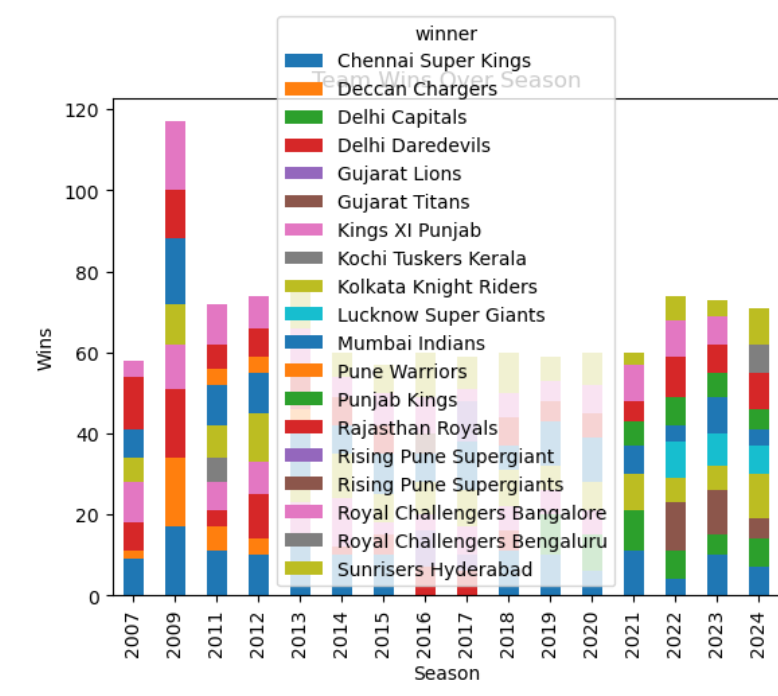 winner
Chennai Super Kings
Team Wins Over Season
Deccan Chargers
Delhi Capitals
Delhi Daredevils
Gujarat Lions
Gujarat Titans
Kings XI Punjab
Kochi Tuskers Kerala
Kolkata Knight Riders
Lucknow Super Giants
Mumbai Indians
Pune Warriors
Punjab Kings
Rajasthan Royals
Rising Pune Supergiant
Rising Pune Supergiants
Royal Challengers Bangalore
Royal Challengers Bengaluru
Sunrisers Hyderabad
Wins
120
100
80
60
40
20
0
2007 2009 2011 2012 2013 2014 2015 2016 2017 2018 2019 2020 2021 2022 2023 2024
Season